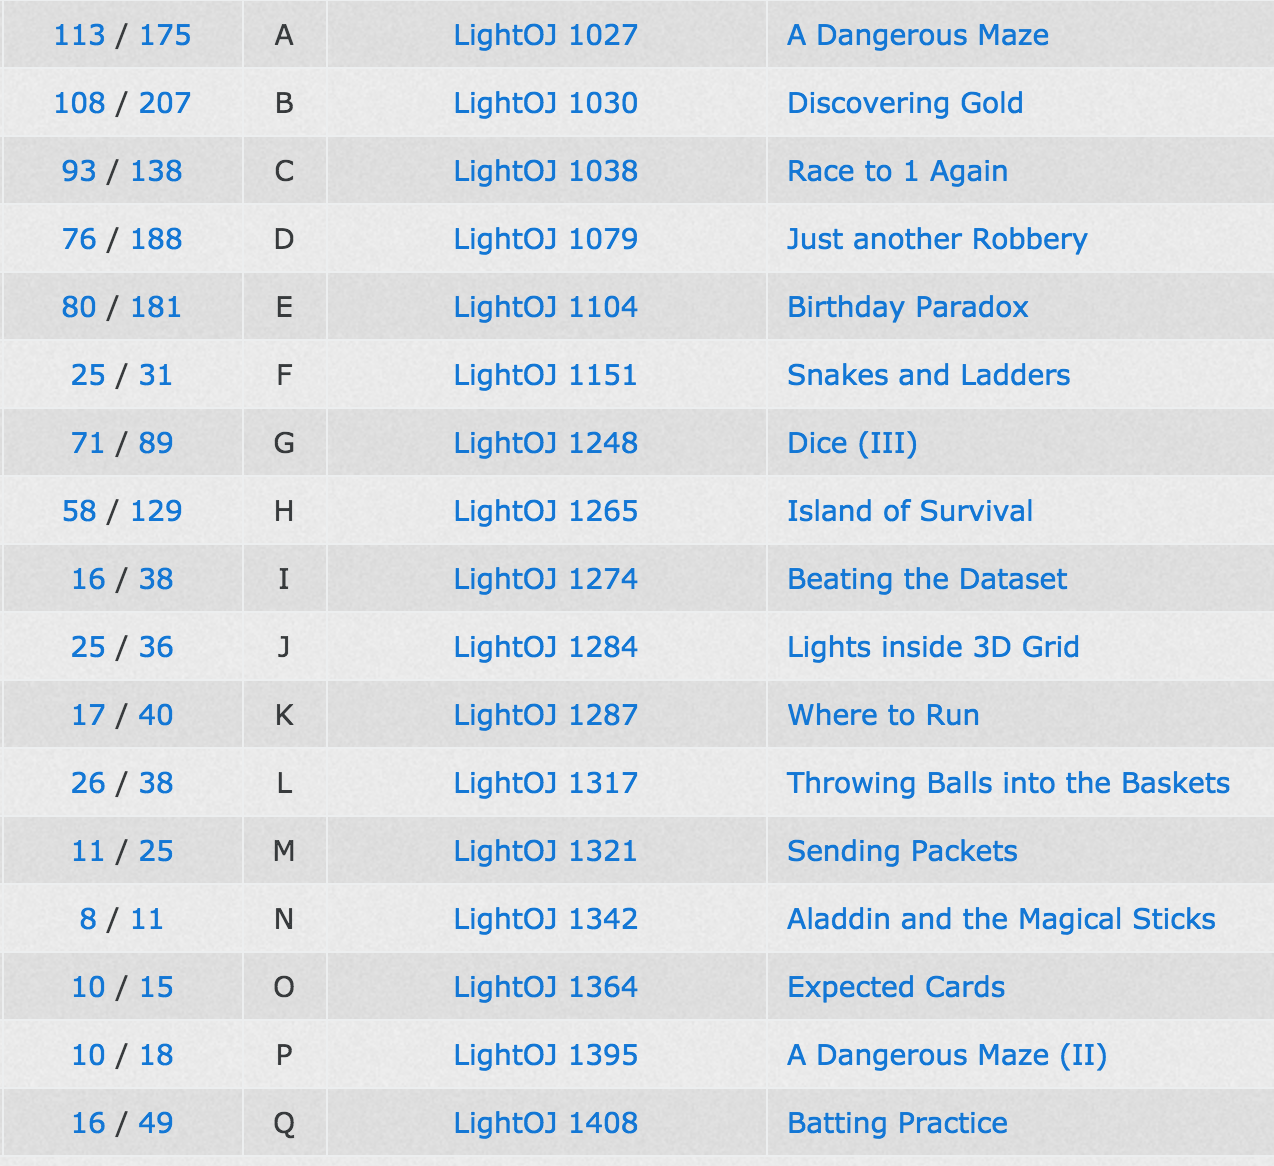 113 / 175 A LightOJ 1027 A Dangerous Maze
108 / 207 B LightOJ 1030 Discovering Gold
93 / 138 C LightOJ 1038 Race to 1 Again
76 / 188 D LightOJ 1079 Just another Robbery
80 / 181 E LightOJ 1104 Birthday Paradox
25 / 31 F LightOJ 1151 Snakes and Ladders
71 / 89 G LightOJ 1248 Dice (III)
58 / 129 H LightOJ 1265 Island of Survival
16 / 38 I LightOJ 1274 Beating the Dataset
25 / 36 J LightOJ 1284 Lights inside 3D Grid
17 / 40 K LightOJ 1287 Where to Run
26 / 38 L LightOJ 1317 Throwing Balls into the Baskets
11 / 25 M LightOJ 1321 Sending Packets
8 / 11 N LightOJ 1342 Aladdin and the Magical Sticks
10 / 15 O LightOJ 1364 Expected Cards
10 / 18 P LightOJ 1395 A Dangerous Maze (II)
16 / 49 Q LightOJ 1408 Batting Practice